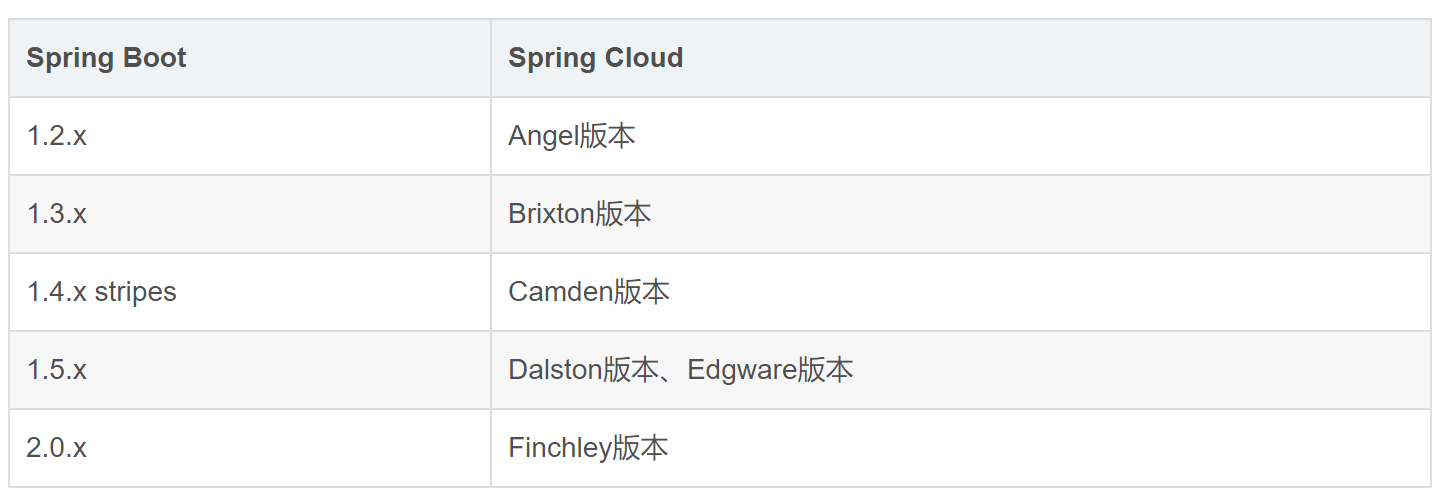 Spring Boot Spring Cloud
1.2.x Angel版本
1.3.x Brixton版本
1.4.x stripes Camden版本
1.5.x Dalston版本、Edgware版本
2.0.x Finchley版本